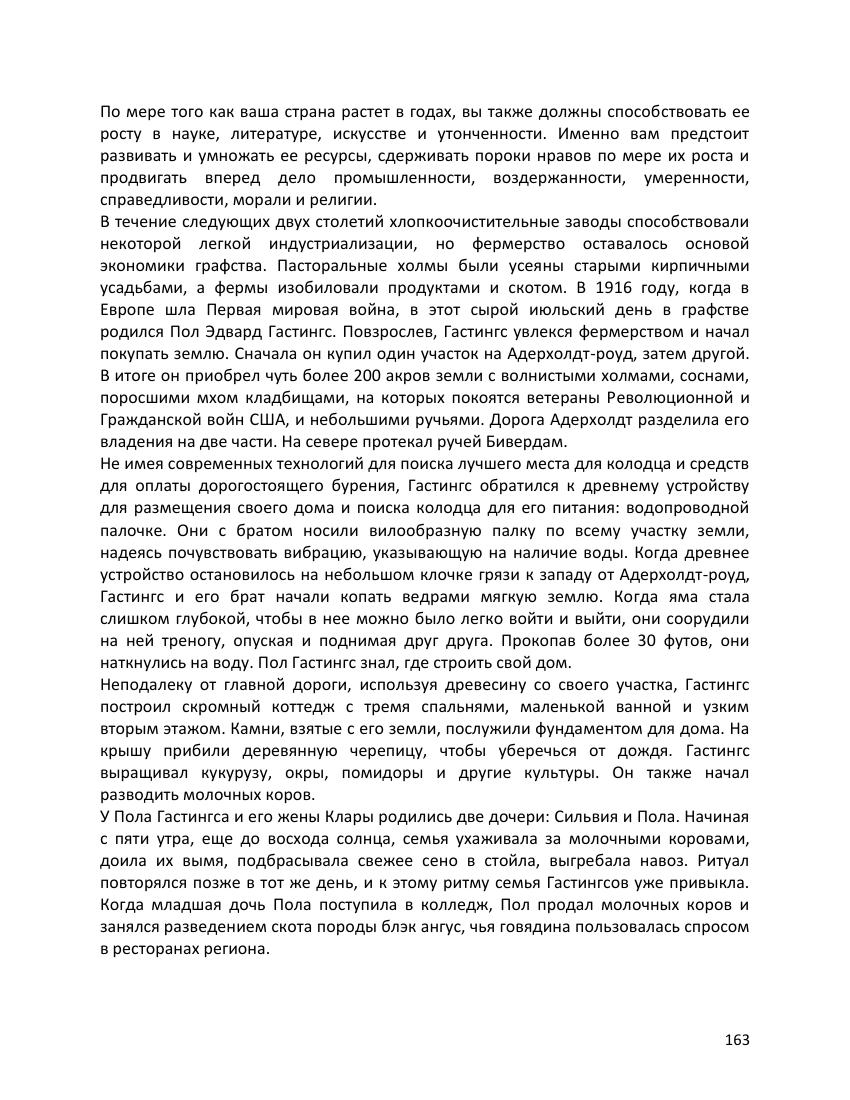 По мере того как ваша страна растет в годах, вы также должны способствовать ее
росту в науке, литературе, искусстве и утонченности. Именно вам предстоит
развивать и умножать ее ресурсы, сдерживать пороки нравов по мере их роста и
продвигать вперед дело промышленности, воздержанности, умеренности,
справедливости, морали и религии.
В течение следующих двух столетий хлопкоочистительные заводы способствовали
некоторой легкой индустриализации, но фермерство оставалось основой
экономики графства. Пасторальные холмы были усеяны старыми кирпичными
усадьбами, а фермы изобиловали продуктами и скотом. В 1916 году, когда в
Европе шла Первая мировая война, в этот сырой июльский день в графстве
родился Пол Эдвард Гастингс. Повзрослев, Гастингс увлекся фермерством и начал
покупать землю. Сначала он купил один участок на Адерхолдт-роуд, затем другой.
В итоге он приобрел чуть более 200 акров земли с волнистыми холмами, соснами,
поросшими мхом кладбищами, на которых покоятся ветераны Революционной и
Гражданской войн США, и небольшими ручьями. Дорога Адерхолдт разделила его
владения на две части. На севере протекал ручей Бивердам.
Не имея современных технологий для поиска лучшего места для колодца и средств
для оплаты дорогостоящего бурения, Гастингс обратился к древнему устройству
для размещения своего дома и поиска колодца для его питания: водопроводной
палочке. Они с братом носили вилообразную палку по всему участку земли,
надеясь почувствовать вибрацию, указывающую на наличие воды. Когда древнее
устройство остановилось на небольшом клочке грязи к западу от Адерхолдт-роуд,
Гастингс и его брат начали копать ведрами мягкую землю. Когда яма стала
слишком глубокой, чтобы в нее можно было легко войти и выйти, они соорудили
на ней треногу, опуская и поднимая друг друга. Прокопав более 30 футов, они
наткнулись на воду. Пол Гастингс знал, где строить свой дом.
Неподалеку от главной дороги, используя древесину со своего участка, Гастингс
построил скромный коттедж с тремя спальнями, маленькой ванной и узким
вторым этажом. Камни, взятые с его земли, послужили фундаментом для дома. На
крышу прибили деревянную черепицу, чтобы уберечься от дождя. Гастингс
выращивал кукурузу, окры, помидоры и другие культуры. Он также начал
разводить молочных коров.
У Пола Гастингса и его жены Клары родились две дочери: Сильвия и Пола. Начиная
с пяти утра, еще до восхода солнца, семья ухаживала за молочными коровами,
доила их вымя, подбрасывала свежее сено в стойла, выгребала навоз. Ритуал
повторялся позже в тот же день, и к этому ритму семья Гастингсов уже привыкла.
Когда младшая дочь Пола поступила в колледж, Пол продал молочных коров и
занялся разведением скота породы блэк ангус, чья говядина пользовалась спросом
в ресторанах региона.
163